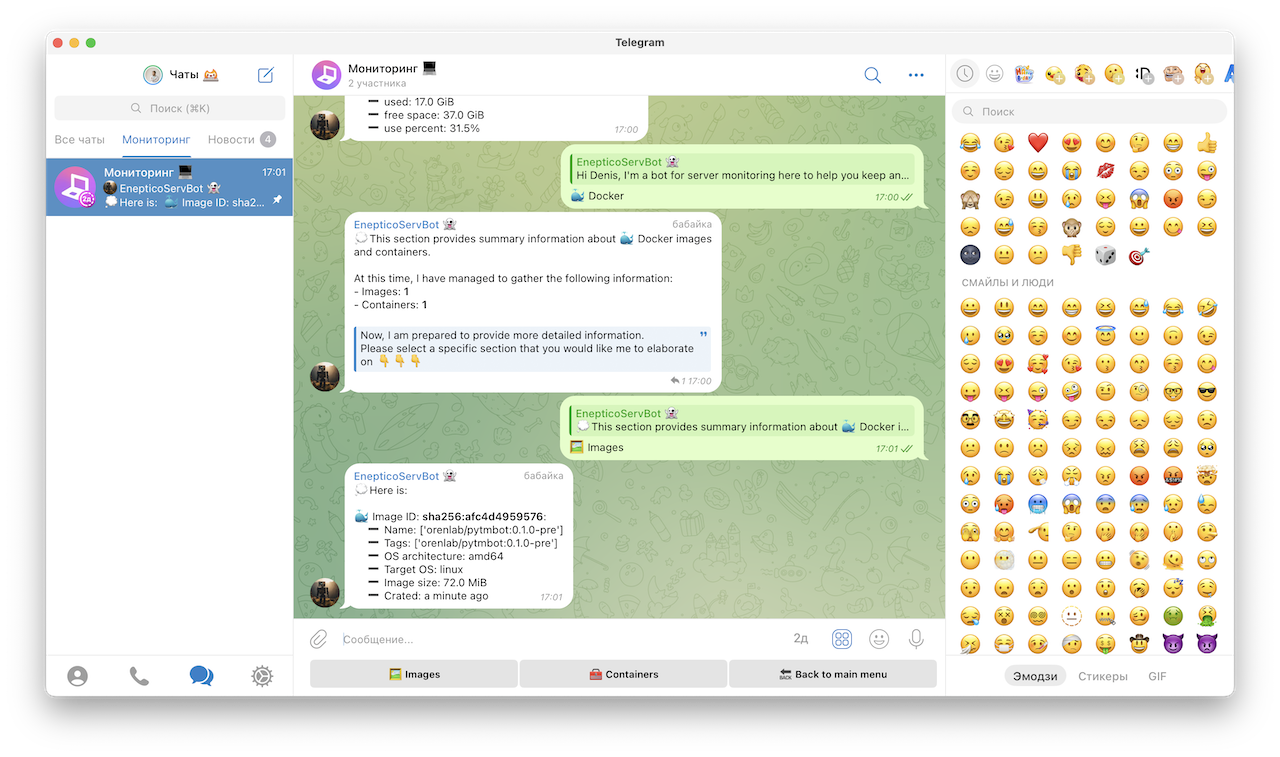 Telegram
Чаты
Поиск (⌘K)
Все чаты
Мониторинг
Новости 4
Мониторинг 17:01
EnepticoServBot
Here is: Image ID: sha2...
Мониторинг
2 участника
━ used: 17.0 GiB
━ free space: 37.0 GiB
━ use percent: 31.5%
17:00
EnepticoServBot
Hi Denis, I'm a bot for server monitoring here to help you keep an...
Docker
17:00
EnepticoServBot бабайка
This section provides summary information about Docker images
and containers.
At this time, I have managed to gather the following information:
- Images: 1
- Containers: 1
Now, I am prepared to provide more detailed information.
Please select a specific section that you would like me to elaborate
on
1 17:00
EnepticoServBot
This section provides summary information about Docker i...
Images
17:01
EnepticoServBot бабайка
Here is:
Image ID: sha256:afc4d4959576:
━ Name: ['orenlab/pytmbot:0.1.0-pre']
━ Tags: ['orenlab/pytmbot:0.1.0-pre']
━ OS architecture: amd64
━ Target OS: linux
━ Image size: 72.0 MiB
━ Crated: a minute ago
17:01
Сообщение...
2д
Images
Containers
Back to main menu
Поиск
СМАЙЛЫ И ЛЮДИ
Эмодзи
Стикеры
GIF